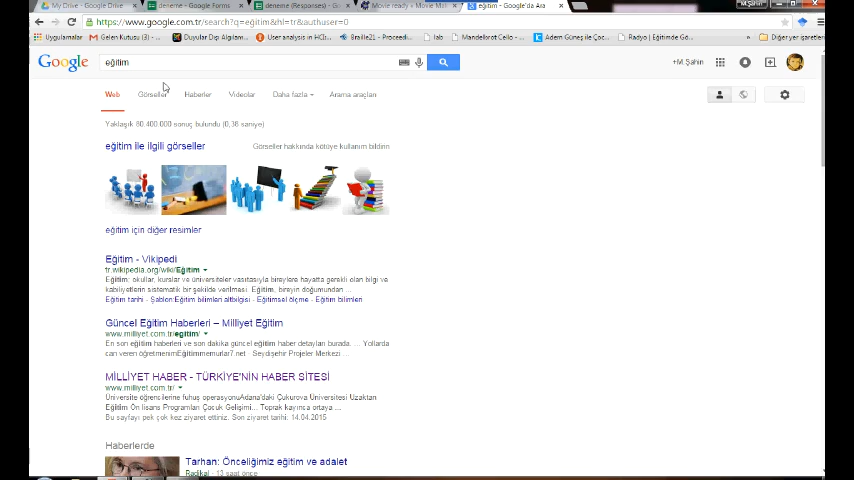 My Drive - Google Drive
deneme - Google Forms
deneme (Responses) - G
Movie ready • Movie Ma
eğitim - Google'da Ara
M.Şahin
https://www.google.com.tr/search?q=eğitim&hl=tr&authuser=0
Uygulamalar
Gelen Kutusu (3) - ...
Duyular Dışı Algılam...
User analysis in HCI:...
Braille21 – Proceedi...
lab
Mandelbrot Cello - ...
Adem Güneş ile Çoc...
Radyo | Eğitimde Gö...
»
Diğer yer işaretleri
Google
eğitim
+M.Şahin
Web Görseller Haberler Videolar Daha fazla Arama araçları
Yaklaşık 80.400.000 sonuç bulundu (0,38 saniye)
eğitim ile ilgili görseller
Görseller hakkında kötüye kullanım bildirin
eğitim için diğer resimler
Eğitim - Vikipedi
tr.wikipedia.org/wiki/Eğitim
Eğitim: okullar, kurslar ve üniversiteler vasıtasıyla bireylere hayatta gerekli olan bilgi ve
kabiliyetlerin sistematik bir şekilde verilmesi. Eğitim, bireyin doğumundan ...
Eğitim tarihi - Şablon:Eğitim bilimleri altbilgisi - Eğitimsel ölçme - Eğitim bilimleri
Güncel Eğitim Haberleri – Milliyet Eğitim
www.milliyet.com.tr/egitim/
En son eğitim haberleri ve son dakika güncel eğitim haber detayları burada. ... Yollarda
can veren öğretmenimEğitimmemurlar7.net - Seydişehir Projeler Merkezi ...
MİLLİYET HABER - TÜRKİYE'NİN HABER SİTESİ
www.milliyet.com.tr/
Üniversite öğrencilerine fuhuş operasyonuAdana'daki Çukurova Üniversitesi Uzaktan
Eğitim Ön lisans Programları Çocuk Gelişimi... Toprak kayınca ortaya ...
Bu sayfayı pek çok kez ziyaret ettiniz. Son ziyaret tarihi: 14.04.2015
Haberlerde
Tarhan: Önceliğimiz eğitim ve adalet
Radikal - 13 saat önce